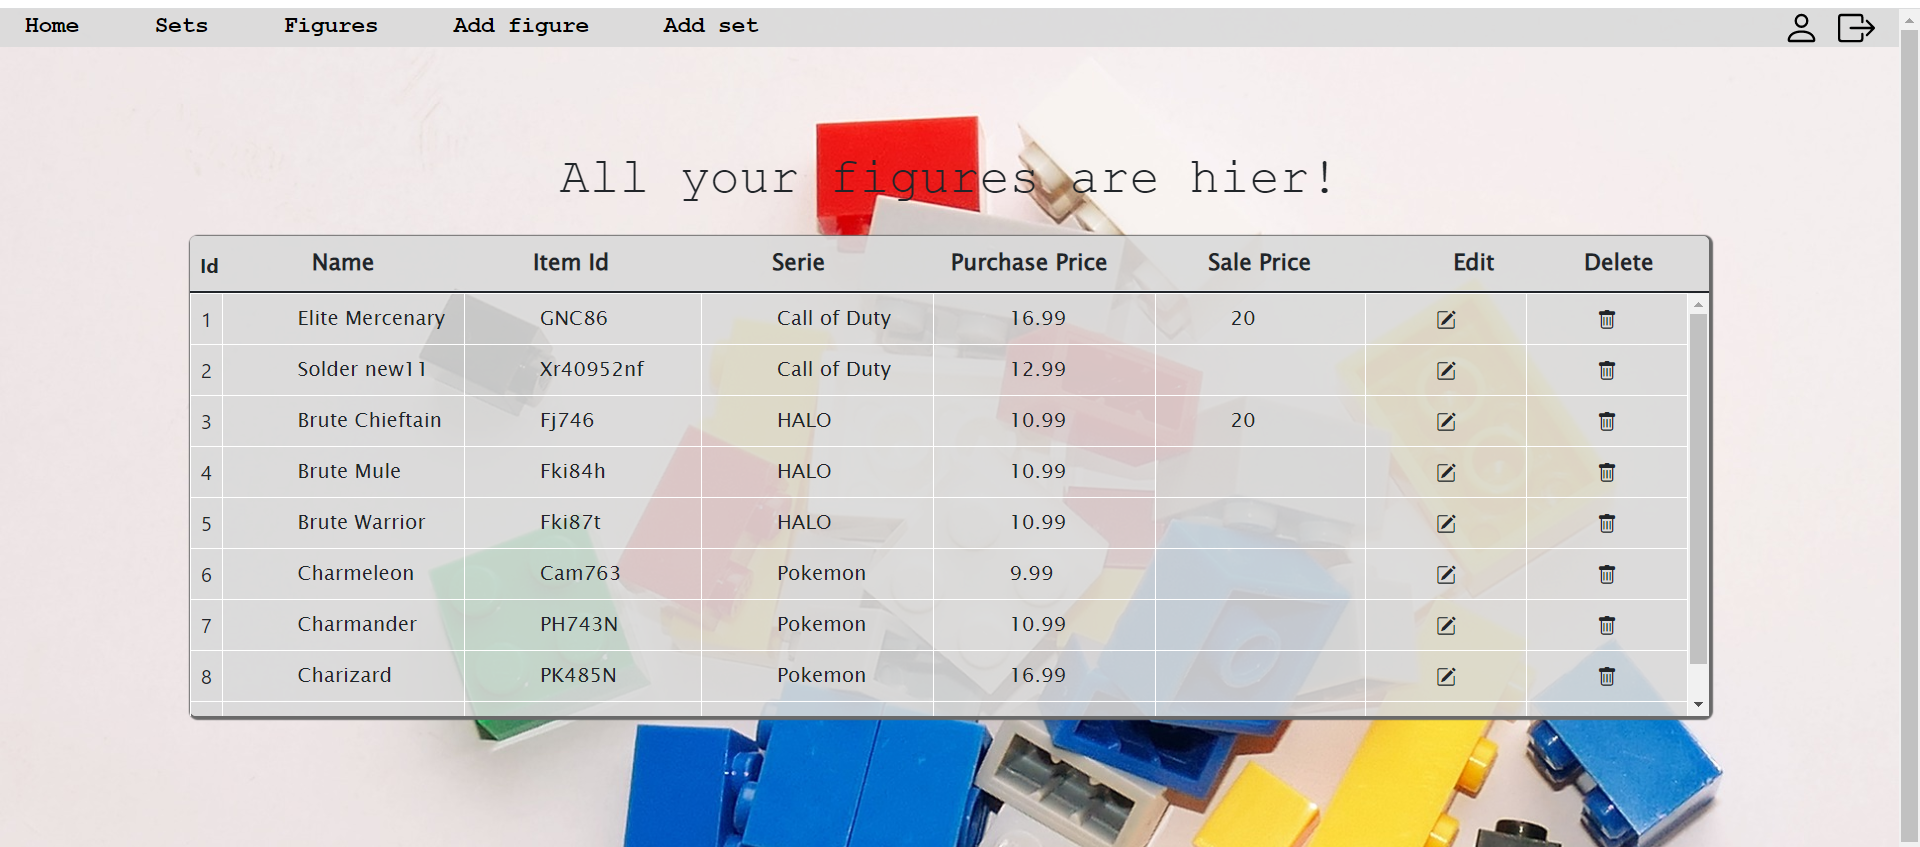 Home Sets Figures Add figure Add set
All your figures are hier!
Id Name Item Id Serie Purchase Price Sale Price Edit Delete
1 Elite Mercenary GNC86 Call of Duty 16.99 20
2 Solder new11 Xr40952nf Call of Duty 12.99
3 Brute Chieftain Fj746 HALO 10.99 20
4 Brute Mule Fki84h HALO 10.99
5 Brute Warrior Fki87t HALO 10.99
6 Charmeleon Cam763 Pokemon 9.99
7 Charmander PH743N Pokemon 10.99
8 Charizard PK485N Pokemon 16.99